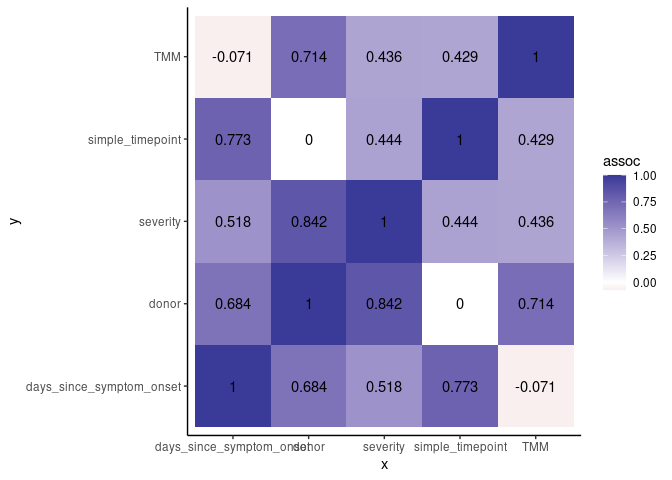 TMM -0.071 0.714 0.436 0.429 1
simple_timepoint 0.773 0 0.444 1 0.429
severity 0.518 0.842 1 0.444 0.436
donor 0.684 1 0.842 0 0.714
days_since_symptom_onset 1 0.684 0.518 0.773 -0.071
days_since_symptom_onset donor severity simple_timepoint TMM
x
y
assoc
1.00
0.75
0.50
0.25
0.00